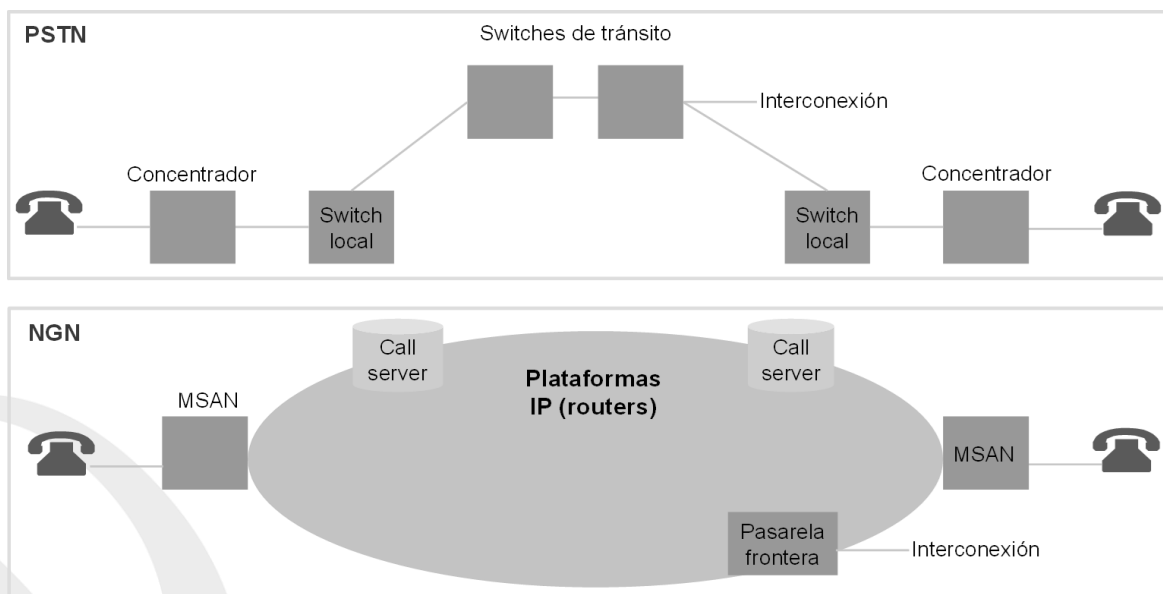 PSTN
Switches de tránsito
Interconexión
Concentrador
Concentrador
Switch
local
Switch
local
NGN
Call
server
Call
server
Plataformas
IP (routers)
MSAN
MSAN
Pasarela
frontera
Interconexión